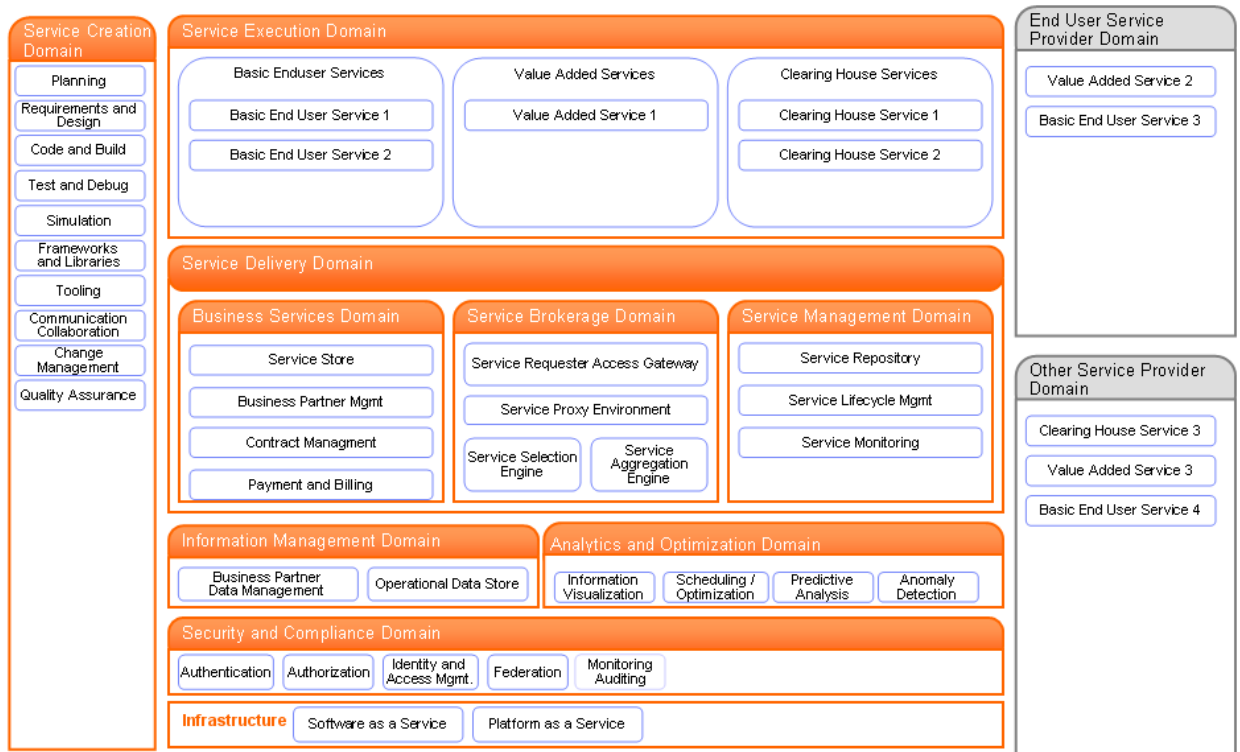 Service Creation
Domain
Planning
Requirements and
Design
Code and Build
Test and Debug
Simulation
Frameworks
and Libraries
Tooling
Communication
Collaboration
Change
Management
Quality Assurance
Service Execution Domain
Basic Enduser Services
Basic End User Service 1
Basic End User Service 2
Value Added Services
Value Added Service 1
Clearing House Services
Clearing House Service 1
Clearing House Service 2
Service Delivery Domain
Business Services Domain
Service Store
Business Partner Mgmt
Contract Managment
Payment and Billing
Service Brokerage Domain
Service Requester Access Gateway
Service Proxy Environment
Service Selection
Engine
Service
Aggregation
Engine
Service Management Domain
Service Repository
Service Lifecycle Mgmt
Service Monitoring
Information Management Domain
Business Partner
Data Management
Operational Data Store
Analytics and Optimization Domain
Information
Visualization
Scheduling /
Optimization
Predictive
Analysis
Anomaly
Detection
Security and Compliance Domain
Authentication
Authorization
Identity and
Access Mgmt.
Federation
Monitoring
Auditing
Infrastructure
Software as a Service
Platform as a Service
End User Service
Provider Domain
Value Added Service 2
Basic End User Service 3
Other Service Provider
Domain
Clearing House Service 3
Value Added Service 3
Basic End User Service 4